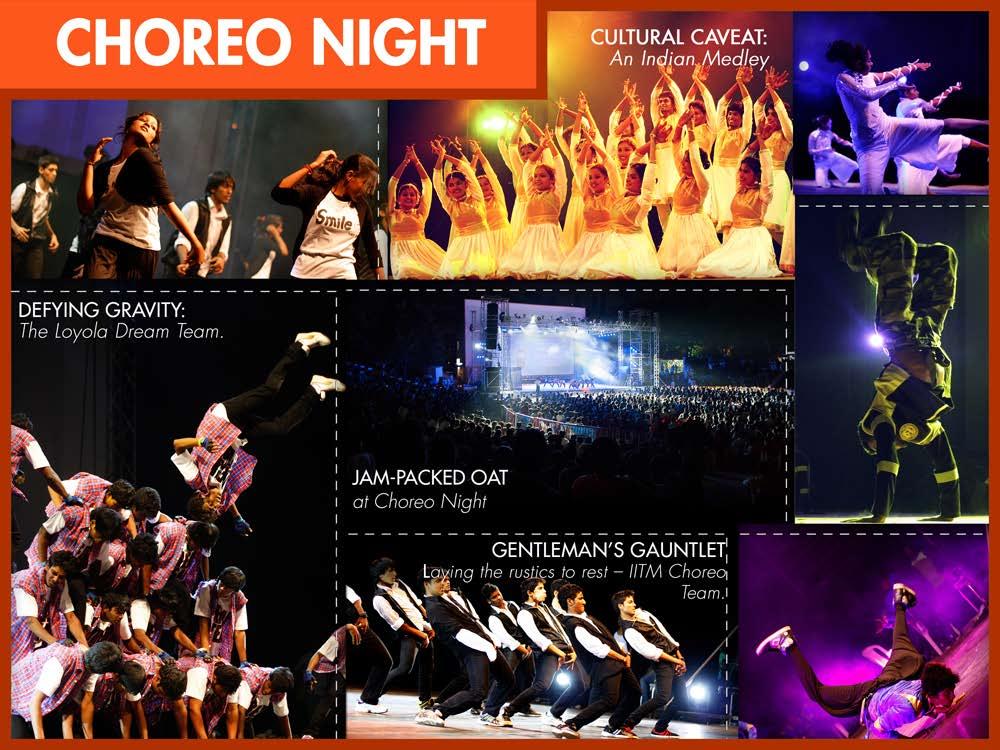 CHOREO NIGHT
CULTURAL CAVEAT:
An Indian Medley
Smile
DEFYING GRAVITY:
The Loyola Dream Team.
JAM-PACKED OAT
at Choreo Night
GENTLEMAN'S GAUNTLET
Laying the rustics to rest – IITM Choreo
Team.